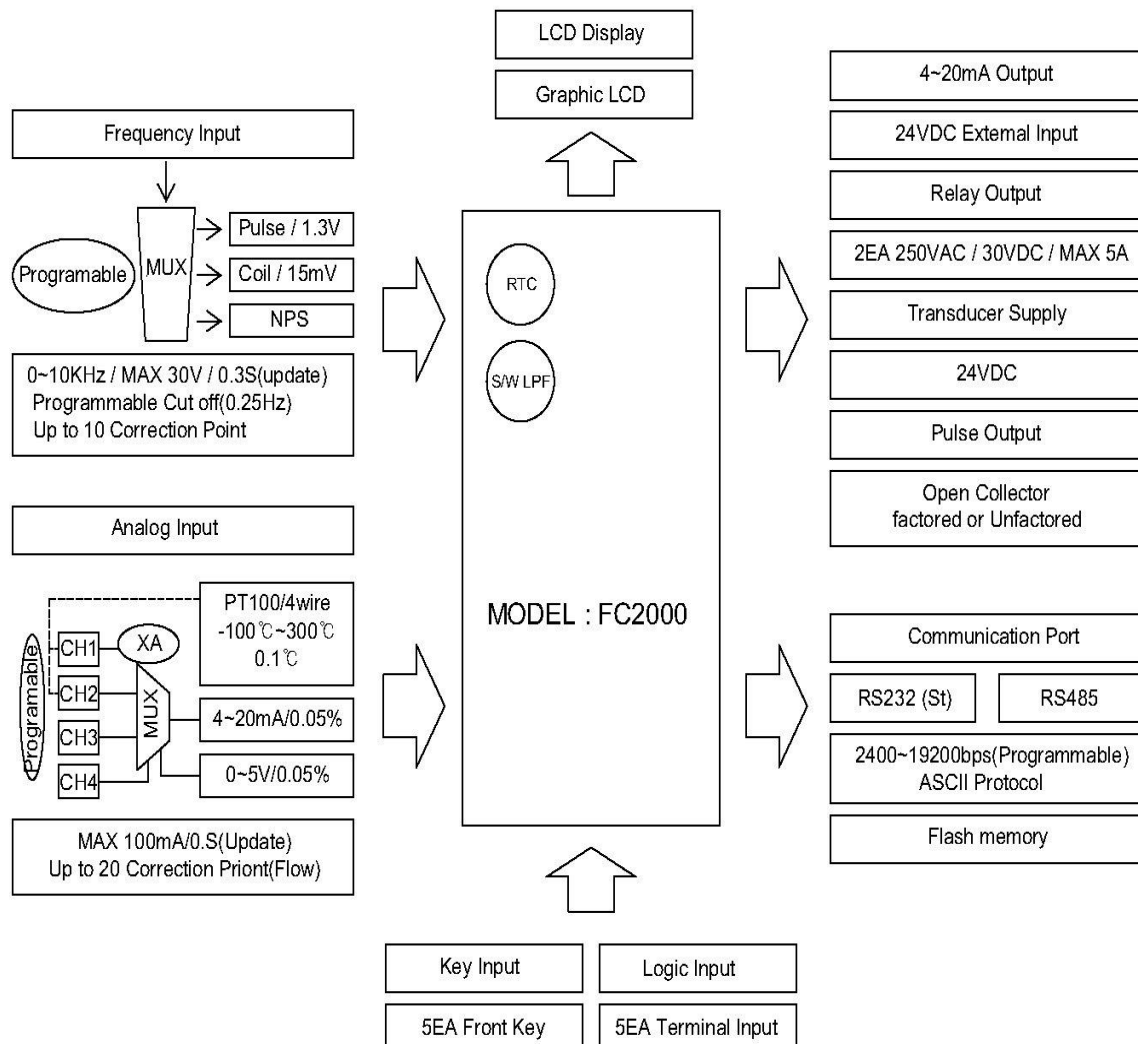 LCD Display
Graphic LCD
Frequency Input
Programable
MUX
Pulse / 1.3V
Coil / 15mV
NPS
0~10KHz / MAX 30V / 0.3S(update)
Programmable Cut off(0.25Hz)
Up to 10 Correction Point
Analog Input
Programable
CH1
CH2
CH3
CH4
XA
MUX
PT100/4wire
-100℃~300℃
0.1℃
4~20mA/0.05%
0~5V/0.05%
MAX 100mA/0.S(Update)
Up to 20 Correction Priont(Flow)
RTC
S/W LPF
MODEL : FC2000
4~20mA Output
24VDC External Input
Relay Output
2EA 250VAC / 30VDC / MAX 5A
Transducer Supply
24VDC
Pulse Output
Open Collector
factored or Unfactored
Communication Port
RS232 (St)
RS485
2400~19200bps(Programmable)
ASCII Protocol
Flash memory
Key Input
Logic Input
5EA Front Key
5EA Terminal Input